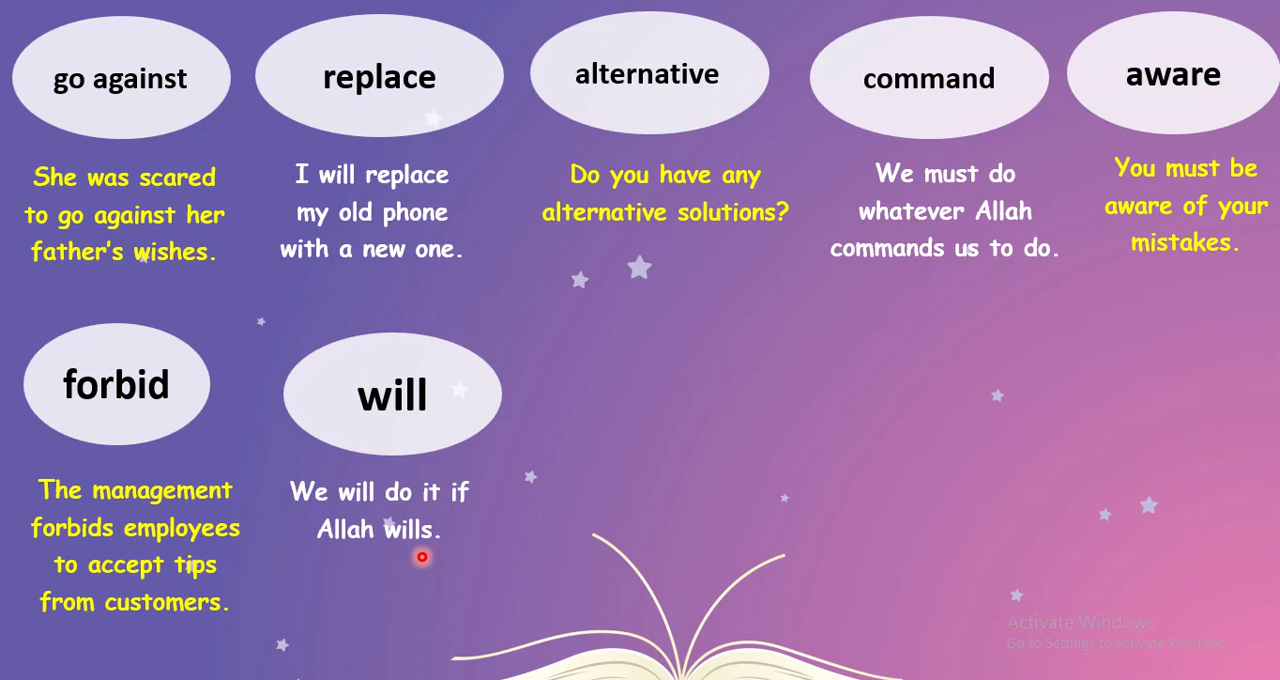 go against
She was scared
to go against her
father's wishes.
replace
I will replace
my old phone
with a new one.
alternative
Do you have any
alternative solutions?
command
We must do
whatever Allah
commands us to do.
aware
You must be
aware of your
mistakes.
forbid
The management
forbids employees
to accept tips
from customers.
will
We will do it if
Allah wills.
Activate Windows
Go to Settings to activate Windows.